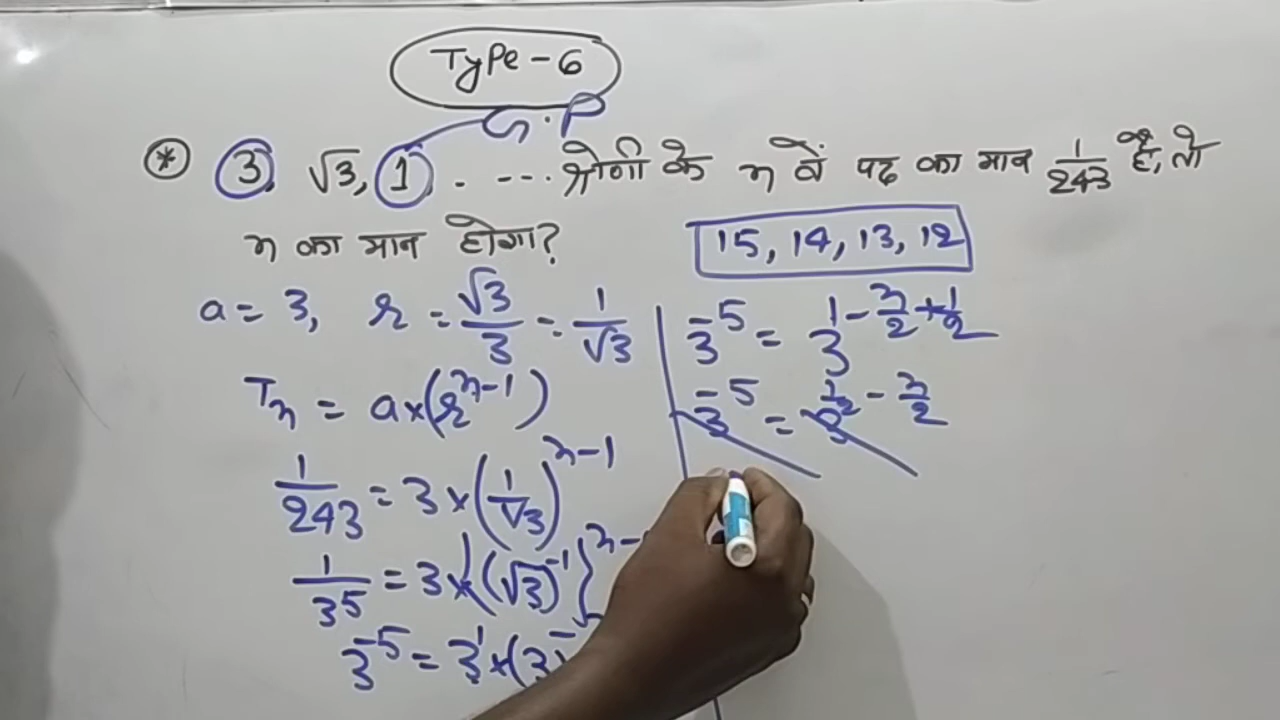 Type - 6
G.P
* 3, √3, 1, . - --- श्रेणी के n वें पद का मान 1/243 है, तो
n का मान होगा?
15, 14, 13, 12
a = 3, r = √3/3 = 1/√3
Tn = a×(r^n-1)
1/243 = 3 × (1/√3)^n-1
1/3^5 = 3 × {(√3)^-1}^n-
3^-5 = 3^1 × (3)^-
3^-5 = 3^1 - n/2 + 1/2
3^-5 = 3^1/2 - n/2